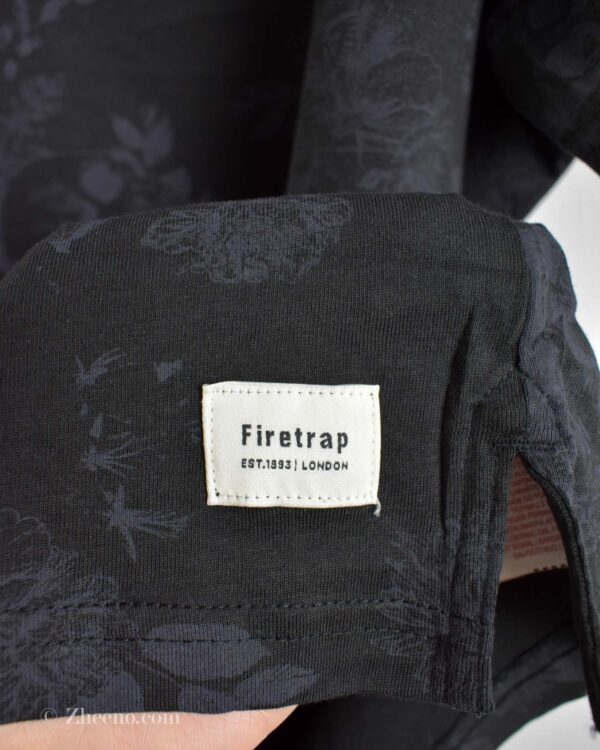 Firetrap
EST.1993 | LONDON
© Zheeno.com